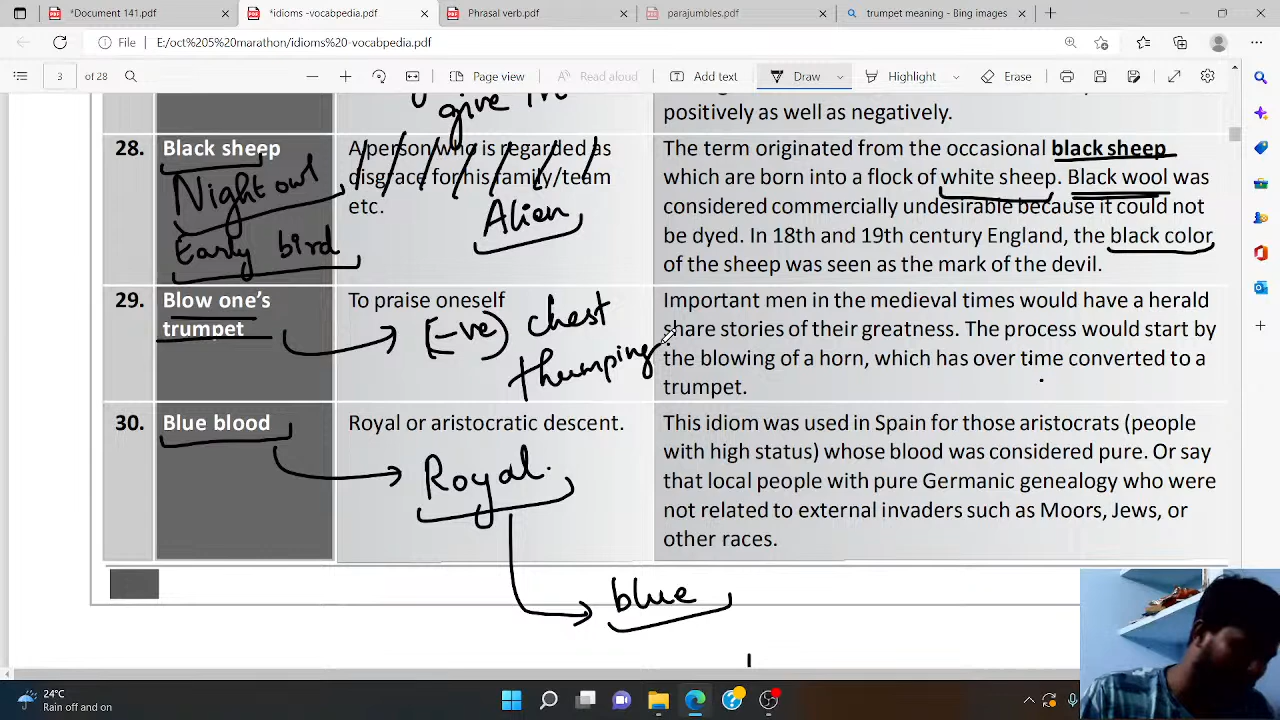 *Document 141.pdf
*idioms -vocabpedia.pdf
Phrasal verb.pdf
parajumbles.pdf
trumpet meaning - Bing images
File
E:/oct%205%20marathon/idioms%20-vocabpedia.pdf
3
of 28
Page view
Read aloud
Add text
Draw
Highlight
Erase
give in
positively as well as negatively.
28.
Black sheep
Night owl
Early bird
A person who is regarded as
disgrace for his family/team
etc.
Alien
The term originated from the occasional black sheep
which are born into a flock of white sheep. Black wool was
considered commercially undesirable because it could not
be dyed. In 18th and 19th century England, the black color
of the sheep was seen as the mark of the devil.
29.
Blow one's
trumpet
To praise oneself
(-ve) chest
thumping
Important men in the medieval times would have a herald
share stories of their greatness. The process would start by
the blowing of a horn, which has over time converted to a
trumpet.
30.
Blue blood
Royal or aristocratic descent.
Royal.
blue
This idiom was used in Spain for those aristocrats (people
with high status) whose blood was considered pure. Or say
that local people with pure Germanic genealogy who were
not related to external invaders such as Moors, Jews, or
other races.
24°C
Rain off and on